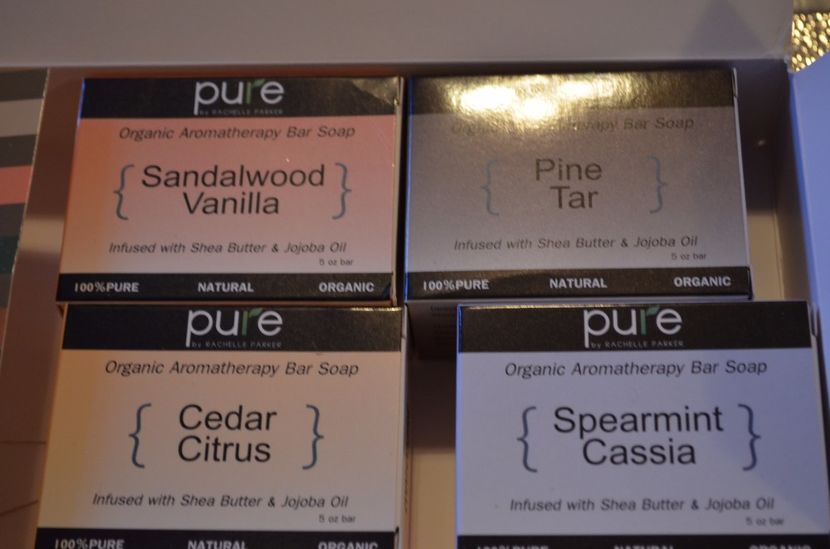 pure
by RACHELLE PARKER
Organic Aromatherapy Bar Soap
{ Sandalwood
Vanilla }
Infused with Shea Butter & Jojoba Oil
5 oz bar
100% PURE NATURAL ORGANIC
Organic Aromatherapy Bar Soap
{ Pine
Tar }
Infused with Shea Butter & Jojoba Oil
5 oz bar
100% PURE NATURAL ORGANIC
pure
by RACHELLE PARKER
Organic Aromatherapy Bar Soap
{ Cedar
Citrus }
Infused with Shea Butter & Jojoba Oil
5 oz bar
100% PURE NATURAL ORGANIC
pure
by RACHELLE PARKER
Organic Aromatherapy Bar Soap
{ Spearmint
Cassia }
Infused with Shea Butter & Jojoba Oil
5 oz bar
100% PURE NATURAL ORGANIC